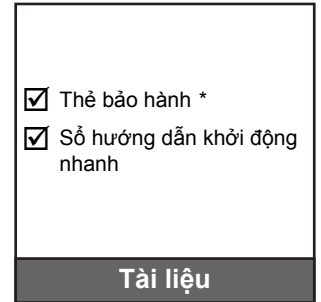 Thẻ bảo hành *
Sổ hướng dẫn khởi động
nhanh
Tài liệu